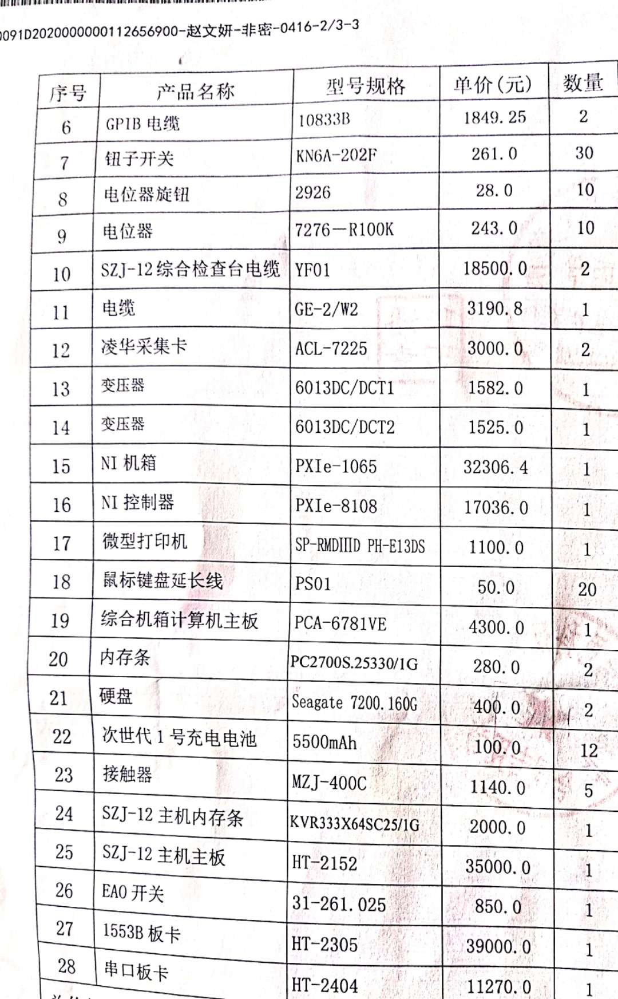 0091D2020000000112656900-赵文妍-非密-0416-2/3-3
序号 产品名称 型号规格 单价(元) 数量
6 GPIB 电缆 10833B 1849.25 2
7 钮子开关 KN6A-202F 261.0 30
8 电位器旋钮 2926 28.0 10
9 电位器 7276－R100K 243.0 10
10 SZJ-12综合检查台电缆 YF01 18500.0 2
11 电缆 GE-2/W2 3190.8 1
12 凌华采集卡 ACL-7225 3000.0 2
13 变压器 6013DC/DCT1 1582.0 1
14 变压器 6013DC/DCT2 1525.0 1
15 NI 机箱 PXIe-1065 32306.4 1
16 NI 控制器 PXIe-8108 17036.0 1
17 微型打印机 SP-RMDIIID PH-E13DS 1100.0 1
18 鼠标键盘延长线 PS01 50.0 20
19 综合机箱计算机主板 PCA-6781VE 4300.0 1
20 内存条 PC2700S.25330/1G 280.0 2
21 硬盘 Seagate 7200.160G 400.0 2
22 次世代 1 号充电电池 5500mAh 100.0 12
23 接触器 MZJ-400C 1140.0 5
24 SZJ-12 主机内存条 KVR333X64SC25/1G 2000.0 1
25 SZJ-12 主机主板 HT-2152 35000.0 1
26 EAO 开关 31-261.025 850.0 1
27 1553B 板卡 HT-2305 39000.0 1
28 串口板卡 HT-2404 11270.0 1